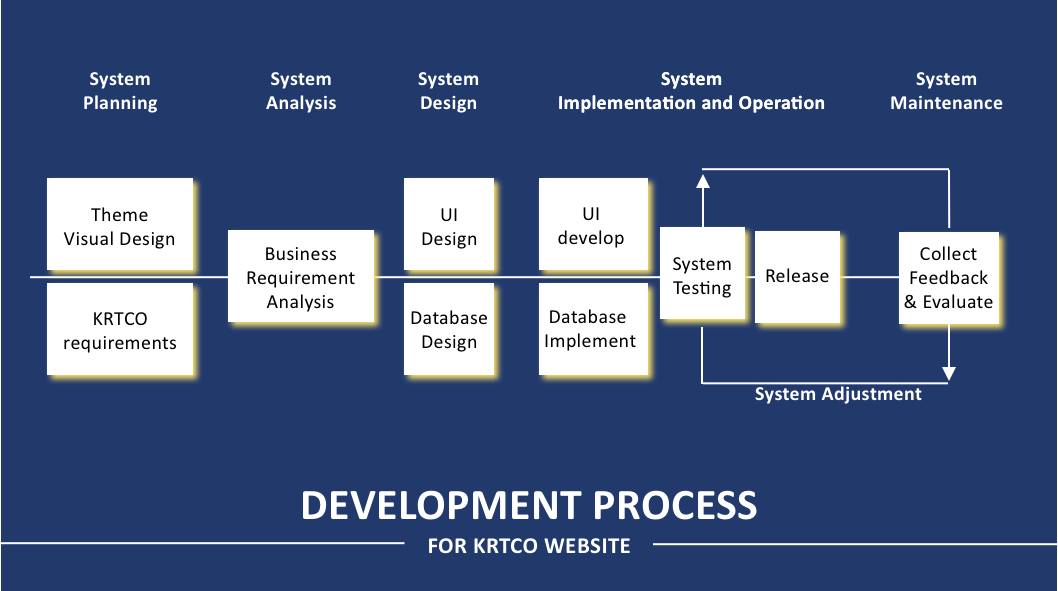 System
Planning
System
Analysis
System
Design
System
Implementation and Operation
System
Maintenance
Theme
Visual Design
KRTCO
requirements
Business
Requirement
Analysis
UI
Design
Database
Design
UI
develop
Database
Implement
System
Testing
Release
Collect
Feedback
& Evaluate
System Adjustment
DEVELOPMENT PROCESS
FOR KRTCO WEBSITE